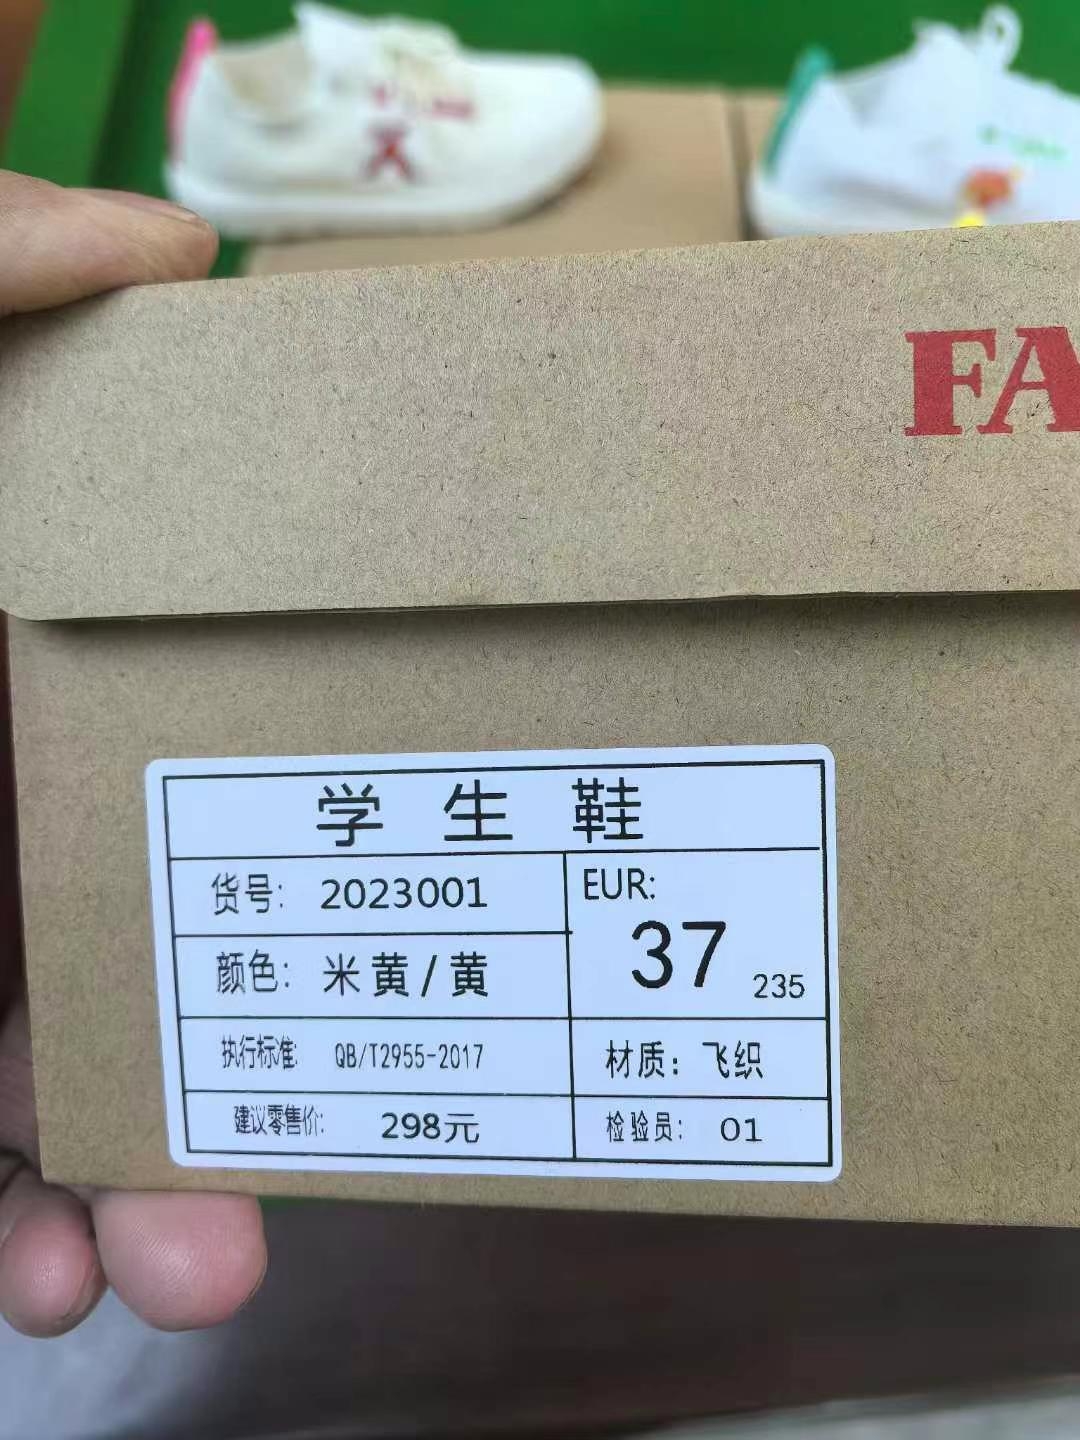 FA
学生鞋
货号: 2023001
EUR:
37 235
颜色: 米黄/黄
执行标准: QB/T2955-2017
材质: 飞织
建议零售价: 298元
检验员: 01